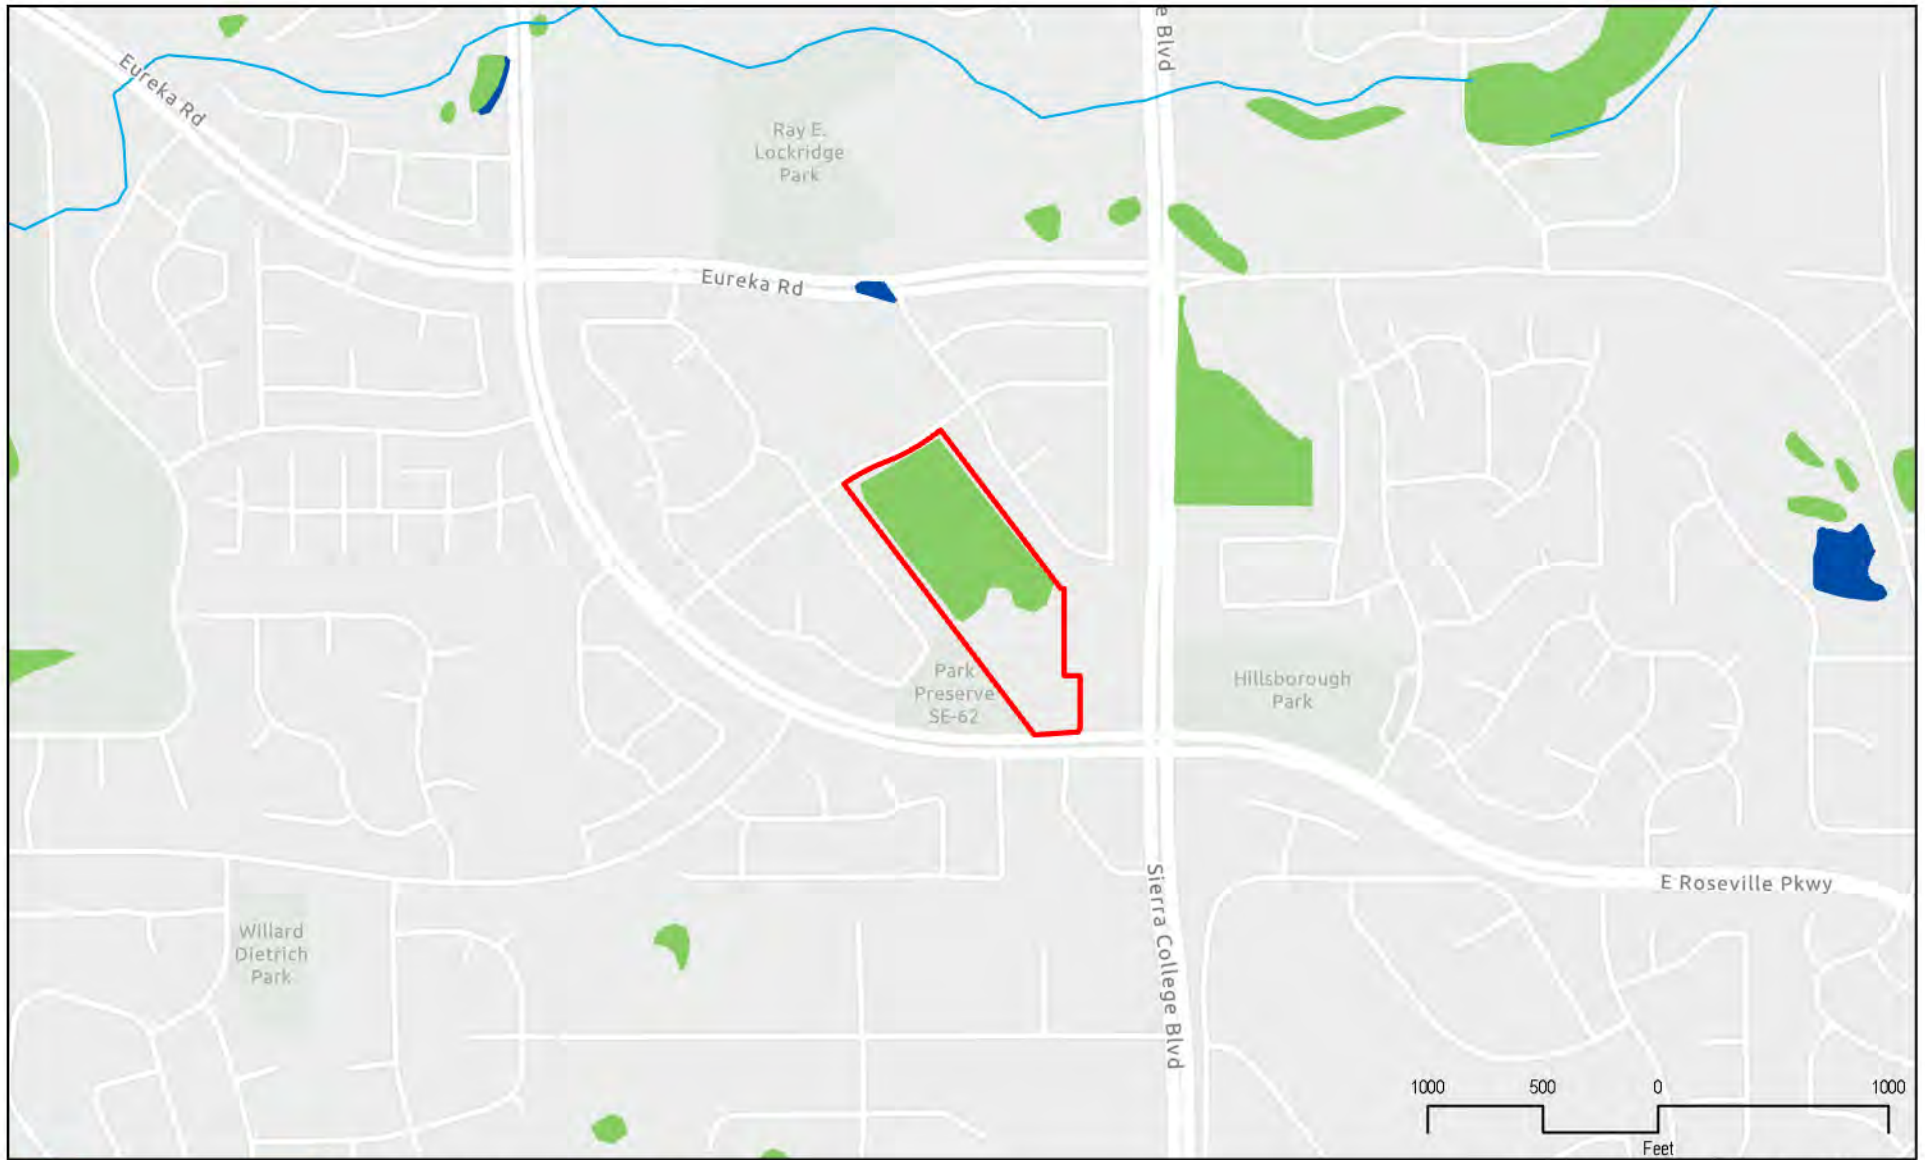 e Blvd
Eureka Rd
Ray E.
Lockridge
Park
Eureka Rd
Park
Preserve
SE-62
Hillsborough
Park
E Roseville Pkwy
Sierra College Blvd
Willard
Dietrich
Park
1000 500 0 1000
Feet